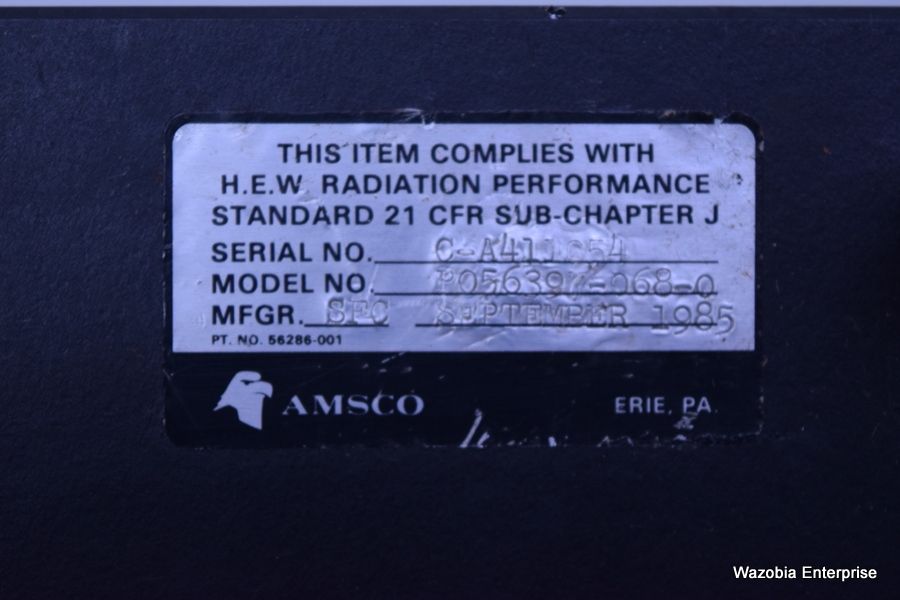 THIS ITEM COMPLIES WITH
H.E.W. RADIATION PERFORMANCE
STANDARD 21 CFR SUB-CHAPTER J
SERIAL NO.
MODEL NO.
MFGR. SFC SEPTEMBER 1985
PT. NO. 56286-001
AMSCO ERIE, PA.
Wazobia Enterprise